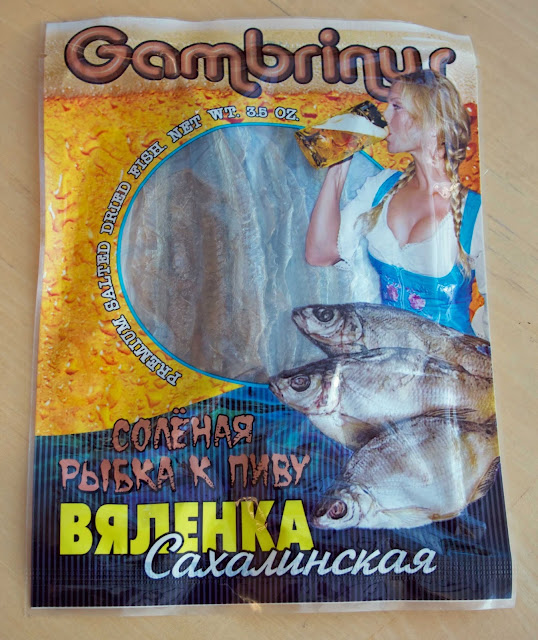 Gambrinus
PREMIUM SALTED DRIED FISH NET WT. 3.5 OZ.
СОЛЁНАЯ
РЫБКА К ПИВУ
ВЯЛЕНКА
Сахалинская